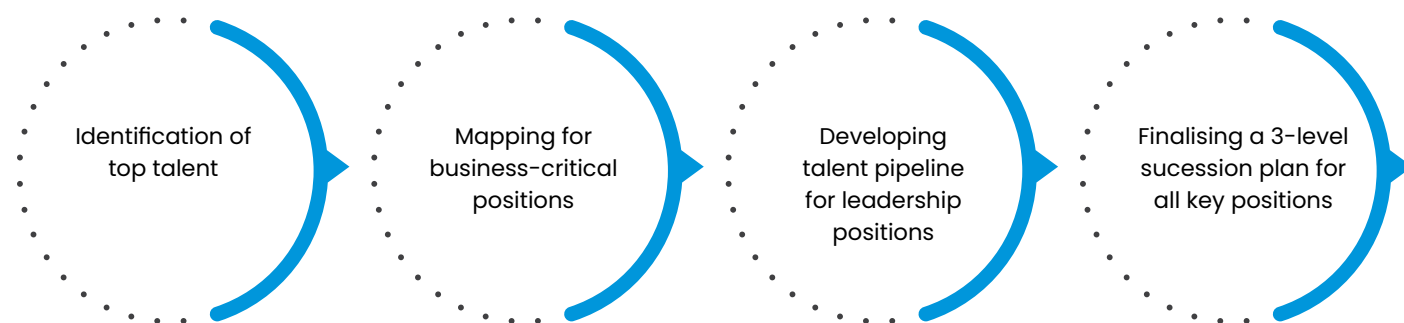 Identification of
top talent
Mapping for
business-critical
positions
Developing
talent pipeline
for leadership
positions
Finalising a 3-level
sucession plan for
all key positions